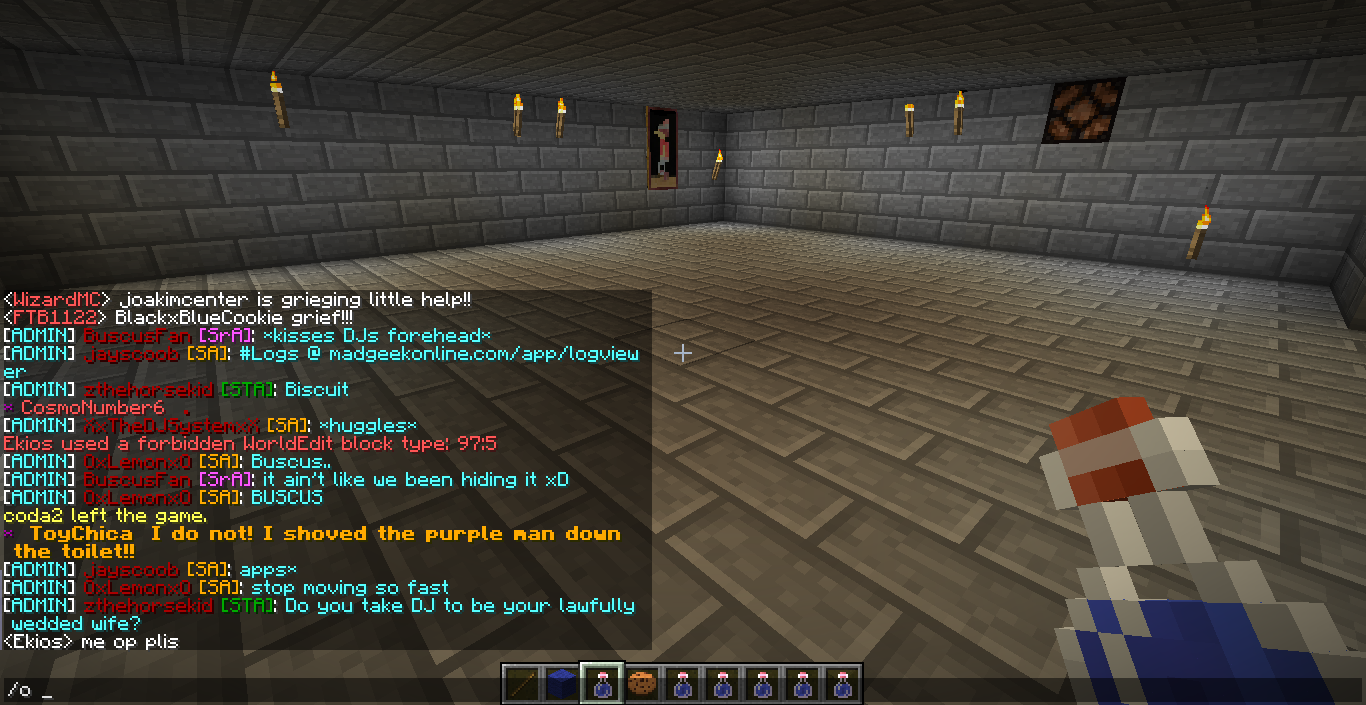 <WizardMC> joakimcenter is grieging little help!!
<FTB1122> BlackxBlueCookie grief!!!
[ADMIN] BuscusFan [SrA]: *kisses DJs forehead*
[ADMIN] jayscoob [SA]: #Logs @ madgeekonline.com/app/logview
er
[ADMIN] zthehorsekid [STA]: Biscuit
* CosmoNumber6 .
[ADMIN] XxTheDJSystemxX [SA]: *huggles*
Ekios used a forbidden WorldEdit block type: 97:5
[ADMIN] 0xLemonx0 [SA]: Buscus..
[ADMIN] BuscusFan [SrA]: it ain't like we been hiding it xD
[ADMIN] 0xLemonx0 [SA]: BUSCUS
coda2 left the game.
* ToyChica I do not! I shoved the purple man down
the toilet!!
[ADMIN] jayscoob [SA]: apps*
[ADMIN] 0xLemonx0 [SA]: stop moving so fast
[ADMIN] zthehorsekid [STA]: Do you take DJ to be your lawfully
wedded wife?
<Ekios> me op plis
/o _